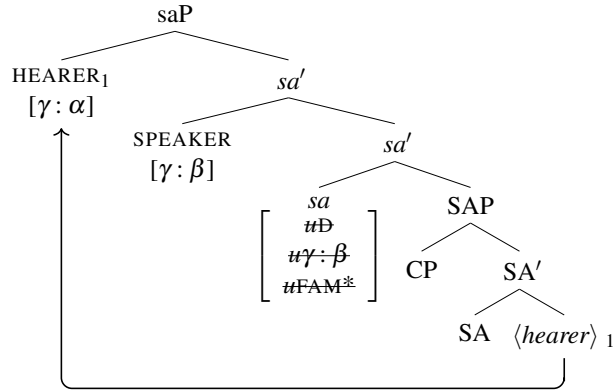 saP
HEARER₁
[γ : α]
sa′
SPEAKER
[γ : β]
sa′
sa
uD
uγ : β
uFAM*
SAP
CP
SA′
SA
⟨hearer⟩ ₁